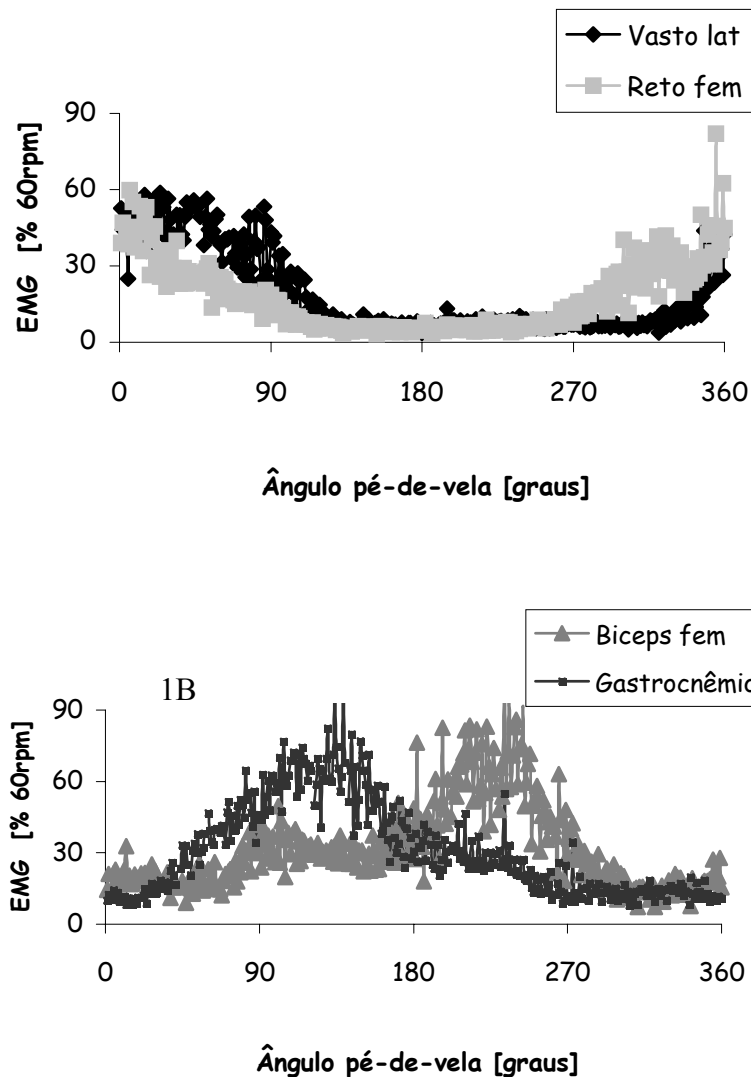 Vasto lat
Reto fem
90
60
30
0
EMG [% 60rpm]
0 90 180 270 360
Ângulo pé-de-vela [graus]
Biceps fem
Gastrocnêmio
1B
90
60
30
0
EMG [% 60rpm]
0 90 180 270 360
Ângulo pé-de-vela [graus]